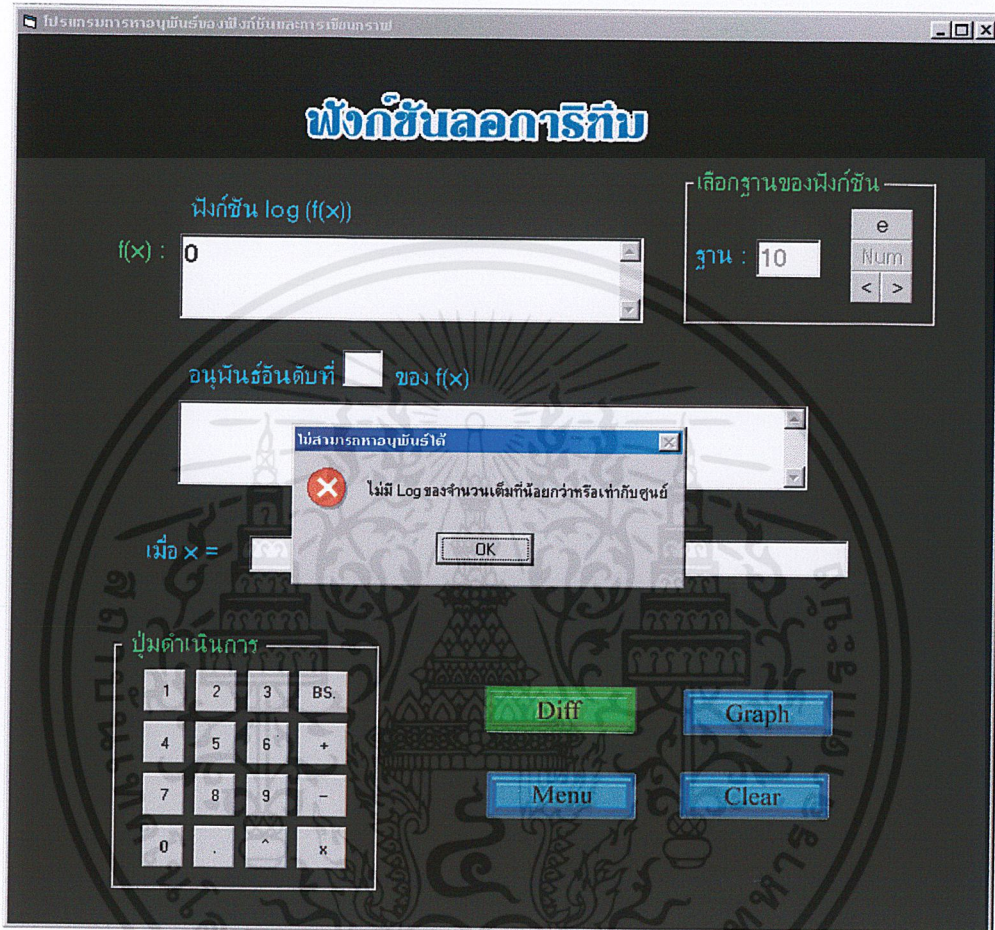 โปรแกรมการหาอนุพันธ์ของฟังก์ชันและการเขียนกราฟ
ฟังก์ชันลอการิทึม
เลือกฐานของฟังก์ชัน
ฟังก์ชัน log (f(x))
f(x) : 0
ฐาน : 10
e
Num
< >
อนุพันธ์อันดับที่ ของ f(x)
ไม่สามารถหาอนุพันธ์ได้
ไม่มี Log ของจำนวนเต็มที่น้อยกว่าหรือเท่ากับศูนย์
OK
เมื่อ x =
ปุ่มดำเนินการ
1 2 3 BS.
4 5 6 +
7 8 9 -
0 . ^ x
Diff Graph
Menu Clear